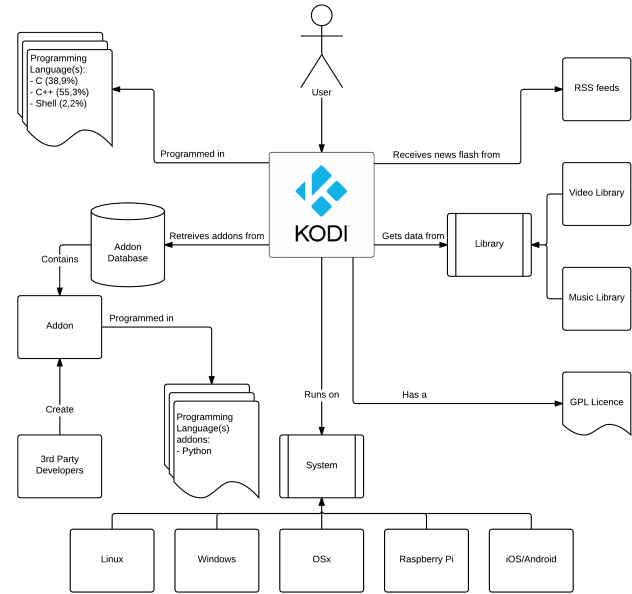 Programming
Language(s):
- C (38,9%)
- C++ (55,3%)
- Shell (2,2%)
User
RSS feeds
Programmed in
Receives news flash from
KODI
Video Library
Retreives addons from
Gets data from
Library
Addon
Database
Contains
Music Library
Addon
Programmed in
Runs on
Has a
GPL Licence
Create
Programming
Language(s)
addons:
- Python
3rd Party
Developers
System
Linux
Windows
OSx
Raspberry Pi
iOS/Android